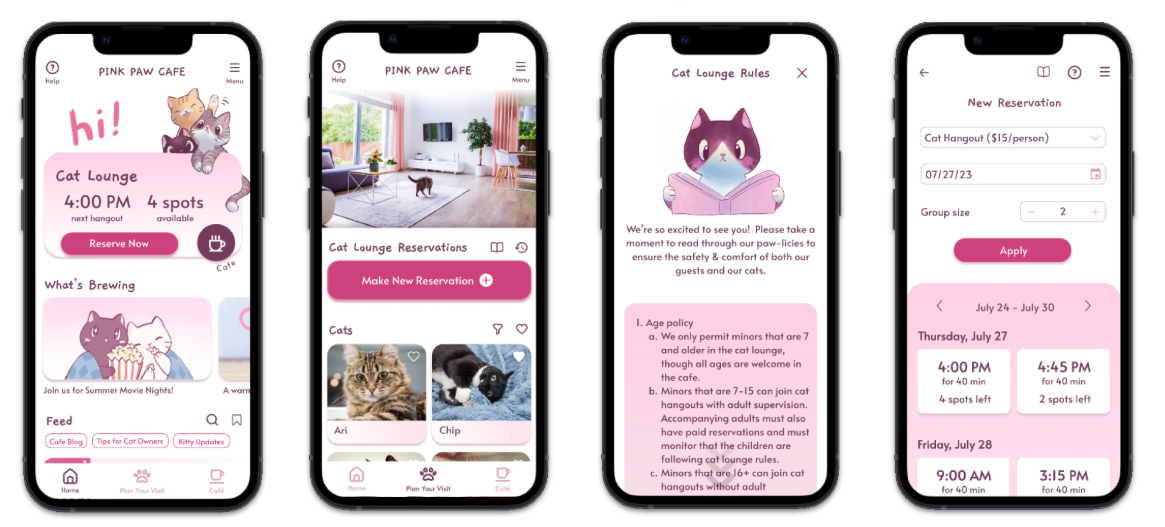 Help
PINK PAW CAFE
Menu
hi!
Cat Lounge
4:00 PM
next hangout
4 spots
available
Reserve Now
Cafe
What's Brewing
Join us for Summer Movie Nights!
A warm
Feed
Cafe Blog
Tips for Cat Owners
Kitty Updates
Home
Plan Your Visit
Café
Help
PINK PAW CAFE
Menu
Cat Lounge Reservations
Make New Reservation
Cats
Ari
Chip
Home
Plan Your Visit
Café
Cat Lounge Rules
We're so excited to see you! Please take a
moment to read through our paw-licies to
ensure the safety & comfort of both our
guests and our cats.
1. Age policy
a. We only permit minors that are 7
and older in the cat lounge,
though all ages are welcome in
the cafe.
b. Minors that are 7-15 can join cat
hangouts with adult supervision.
Accompanying adults must also
have paid reservations and must
monitor that the children are
following cat lounge rules.
c. Minors that are 16+ can join cat
hangouts without adult
New Reservation
Cat Hangout ($15/person)
07/27/23
Group size
2
Apply
July 24 - July 30
Thursday, July 27
4:00 PM
for 40 min
4 spots left
4:45 PM
for 40 min
2 spots left
Friday, July 28
9:00 AM
for 40 min
3:15 PM
for 40 min